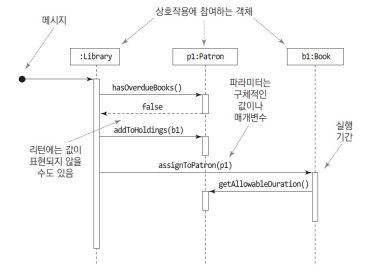 상호작용에 참여하는 객체
메시지
:Library
p1:Patron
b1:Book
hasOverdueBooks()
파라미터는
구체적인
값이나
매개변수
false
addToHoldings(b1)
실행
기간
리턴에는 값이
표현되지 않을
수도 있음
assignToPatron(p1)
getAllowableDuration()